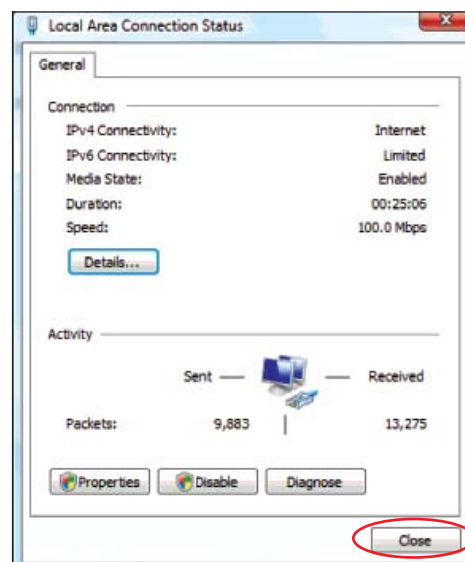 Local Area Connection Status
General
Connection
IPv4 Connectivity: Internet
IPv6 Connectivity: Limited
Media State: Enabled
Duration: 00:25:06
Speed: 100.0 Mbps
Details...
Activity
Sent — Received
Packets: 9,883 13,275
Properties Disable Diagnose
Close